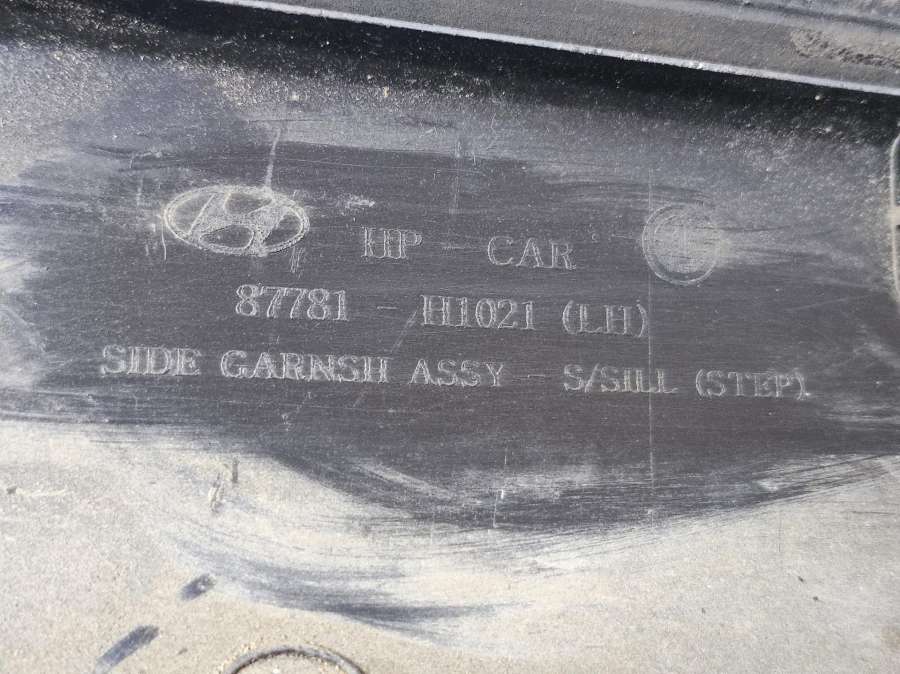 HP - CAR
87781 - H1021 (LH)
SIDE GARNSH ASSY - S/SILL (STEP)